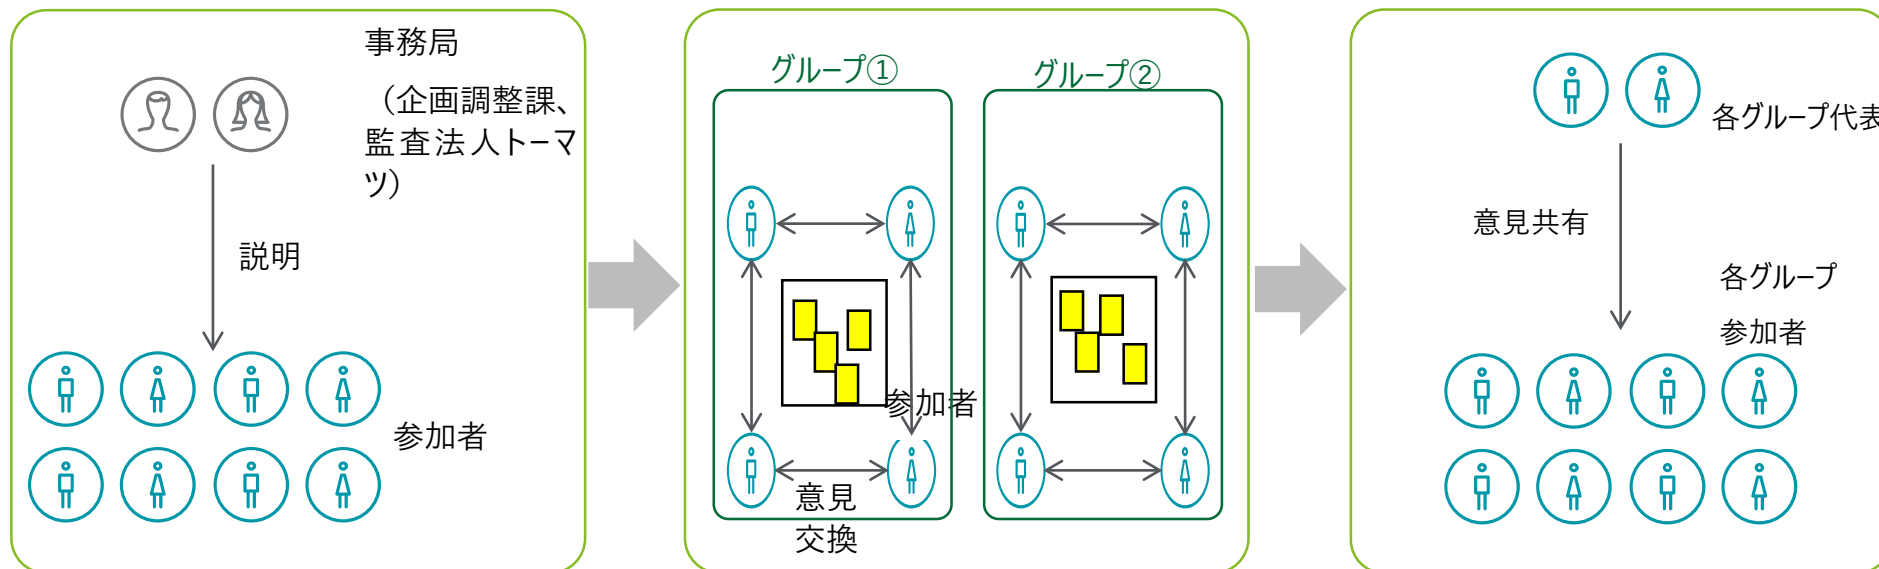 事務局
（企画調整課、
監査法人トーマ
ツ）
説明
参加者
グループ①
グループ②
参加者
意見
交換
各グループ代表
意見共有
各グループ
参加者